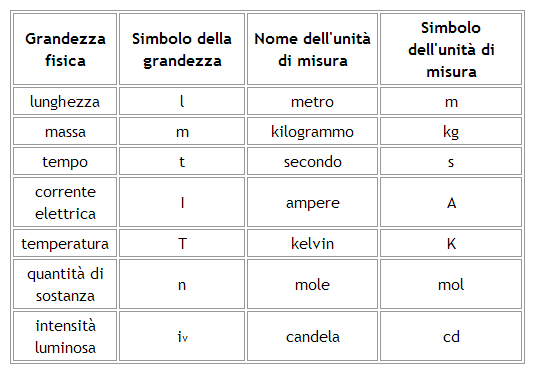 Grandezza fisica	Simbolo della grandezza	Nome dell'unità di misura	Simbolo dell'unità di misura
lunghezza	l	metro	m
massa	m	kilogrammo	kg
tempo	t	secondo	s
corrente elettrica	I	ampere	A
temperatura	T	kelvin	K
quantità di sostanza	n	mole	mol
intensità luminosa	iv	candela	cd